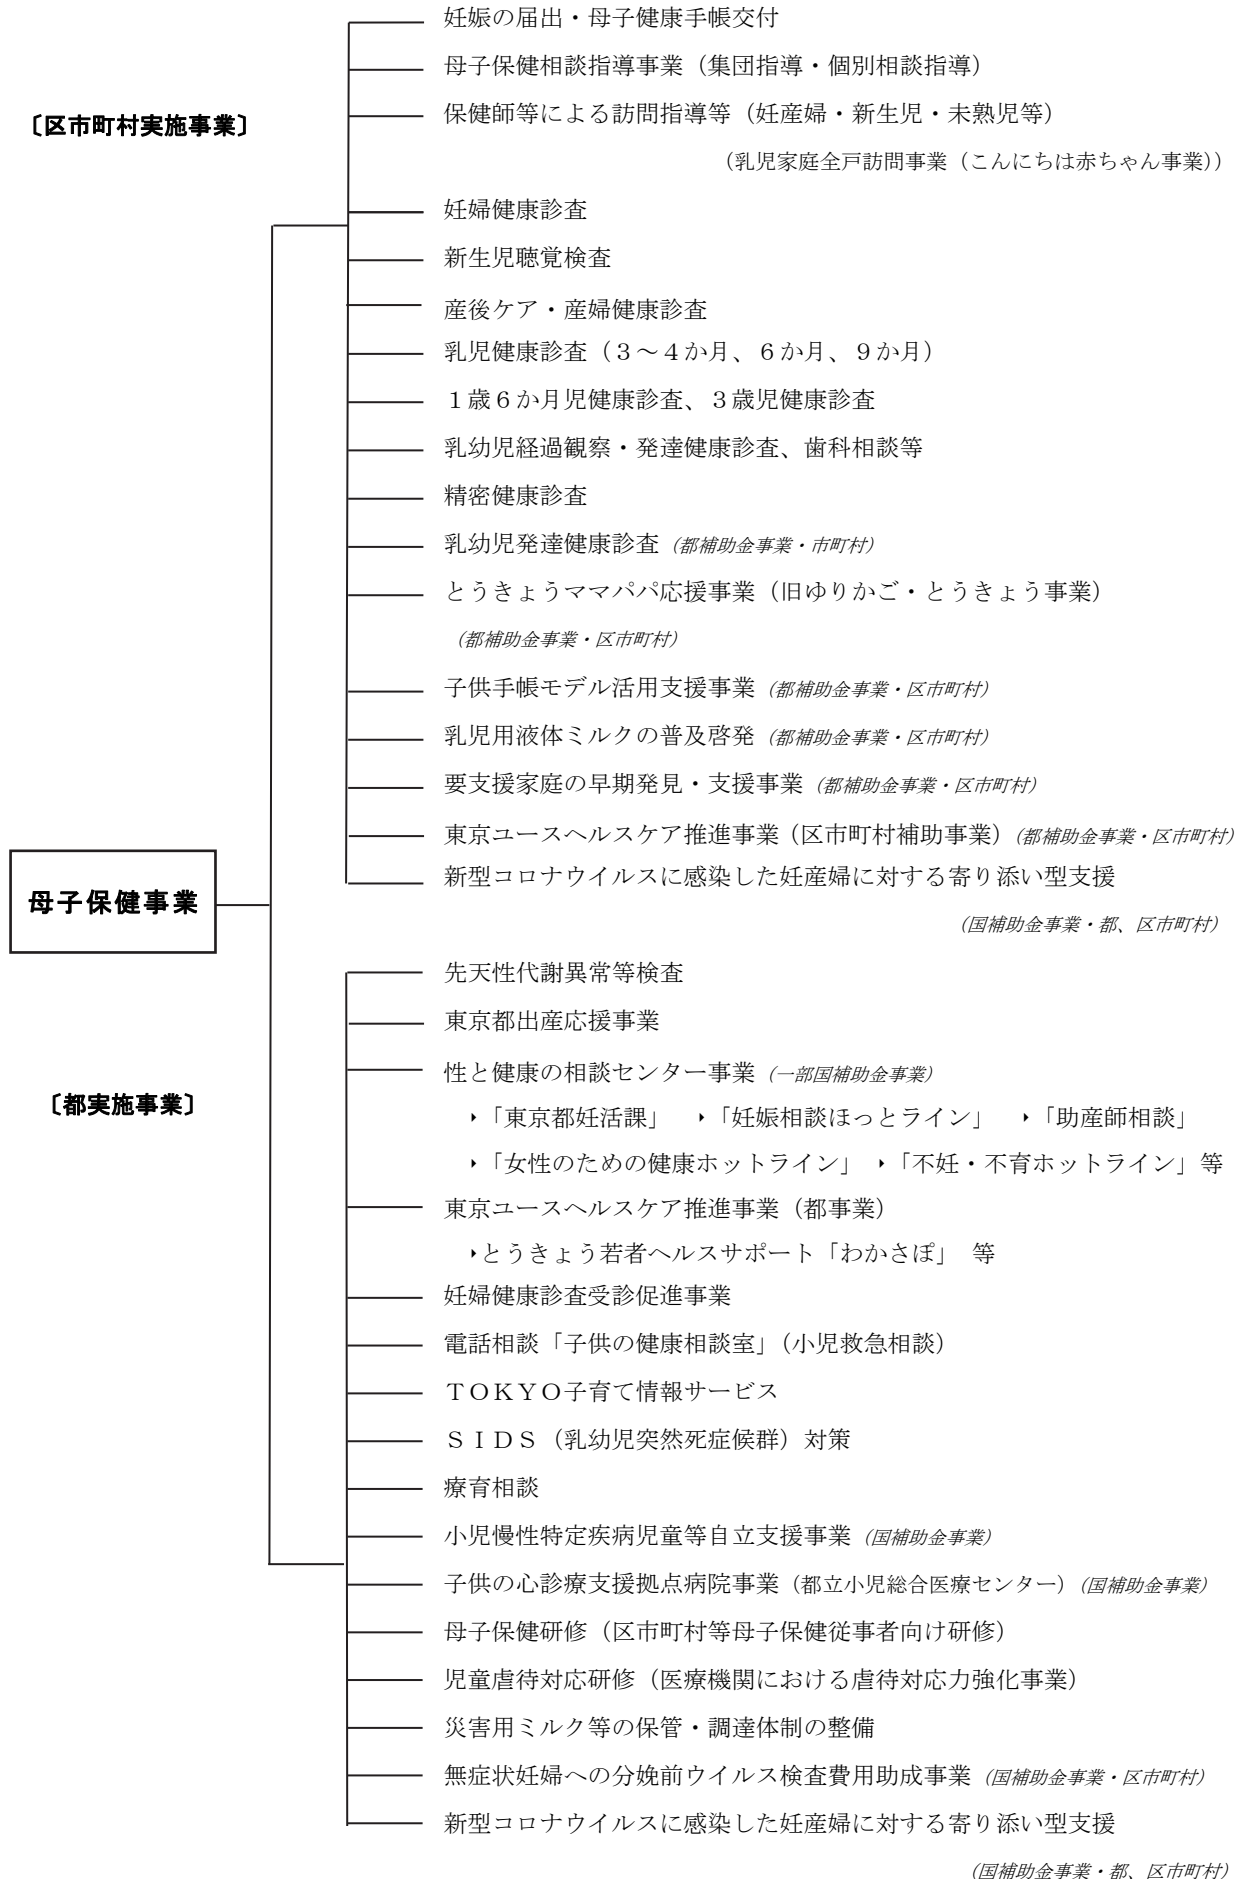 妊娠の届出・母子健康手帳交付
母子保健相談指導事業（集団指導・個別相談指導）
保健師等による訪問指導等（妊産婦・新生児・未熟児等）
〔区市町村実施事業〕
（乳児家庭全戸訪問事業（こんにちは赤ちゃん事業））
妊婦健康診査
新生児聴覚検査
産後ケア・産婦健康診査
乳児健康診査（３～４か月、６か月、９か月）
１歳６か月児健康診査、３歳児健康診査
乳幼児経過観察・発達健康診査、歯科相談等
精密健康診査
乳幼児発達健康診査（都補助金事業・市町村）
とうきょうママパパ応援事業（旧ゆりかご・とうきょう事業）
（都補助金事業・区市町村）
子供手帳モデル活用支援事業（都補助金事業・区市町村）
乳児用液体ミルクの普及啓発（都補助金事業・区市町村）
要支援家庭の早期発見・支援事業（都補助金事業・区市町村）
東京ユースヘルスケア推進事業（区市町村補助事業）（都補助金事業・区市町村）
新型コロナウイルスに感染した妊産婦に対する寄り添い型支援
母子保健事業
（国補助金事業・都、区市町村）
先天性代謝異常等検査
東京都出産応援事業
性と健康の相談センター事業（一部国補助金事業）
〔都実施事業〕
‣「東京都妊活課」　‣「妊娠相談ほっとライン」　‣「助産師相談」
‣「女性のための健康ホットライン」　‣「不妊・不育ホットライン」等
東京ユースヘルスケア推進事業（都事業）
‣とうきょう若者ヘルスサポート「わかさぽ」　等
妊婦健康診査受診促進事業
電話相談「子供の健康相談室」（小児救急相談）
ＴＯＫＹＯ子育て情報サービス
ＳＩＤＳ（乳幼児突然死症候群）対策
療育相談
小児慢性特定疾病児童等自立支援事業（国補助金事業）
子供の心診療支援拠点病院事業（都立小児総合医療センター）（国補助金事業）
母子保健研修（区市町村等母子保健従事者向け研修）
児童虐待対応研修（医療機関における虐待対応力強化事業）
災害用ミルク等の保管・調達体制の整備
無症状妊婦への分娩前ウイルス検査費用助成事業（国補助金事業・区市町村）
新型コロナウイルスに感染した妊産婦に対する寄り添い型支援
（国補助金事業・都、区市町村）